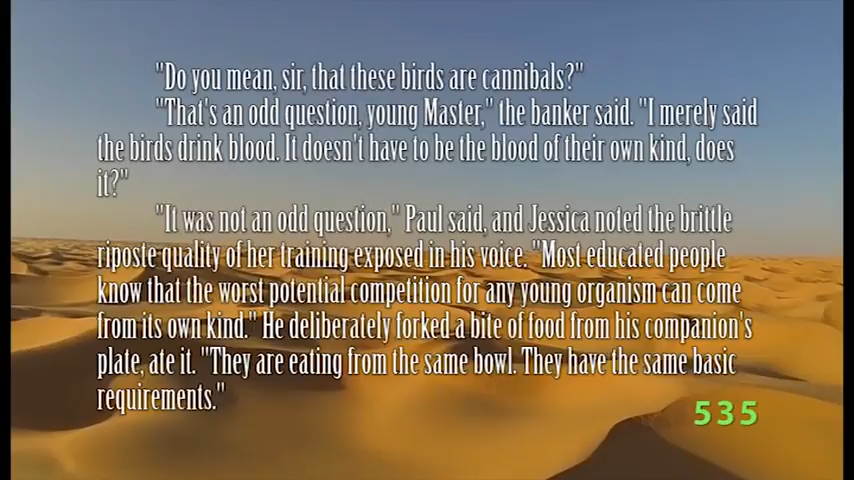 "Do you mean, sir, that these birds are cannibals?"
"That's an odd question, young Master," the banker said. "I merely said
the birds drink blood. It doesn't have to be the blood of their own kind, does
it?"
"It was not an odd question," Paul said, and Jessica noted the brittle
riposte quality of her training exposed in his voice. "Most educated people
know that the worst potential competition for any young organism can come
from its own kind." He deliberately forked a bite of food from his companion's
plate, ate it. "They are eating from the same bowl. They have the same basic
requirements."
535